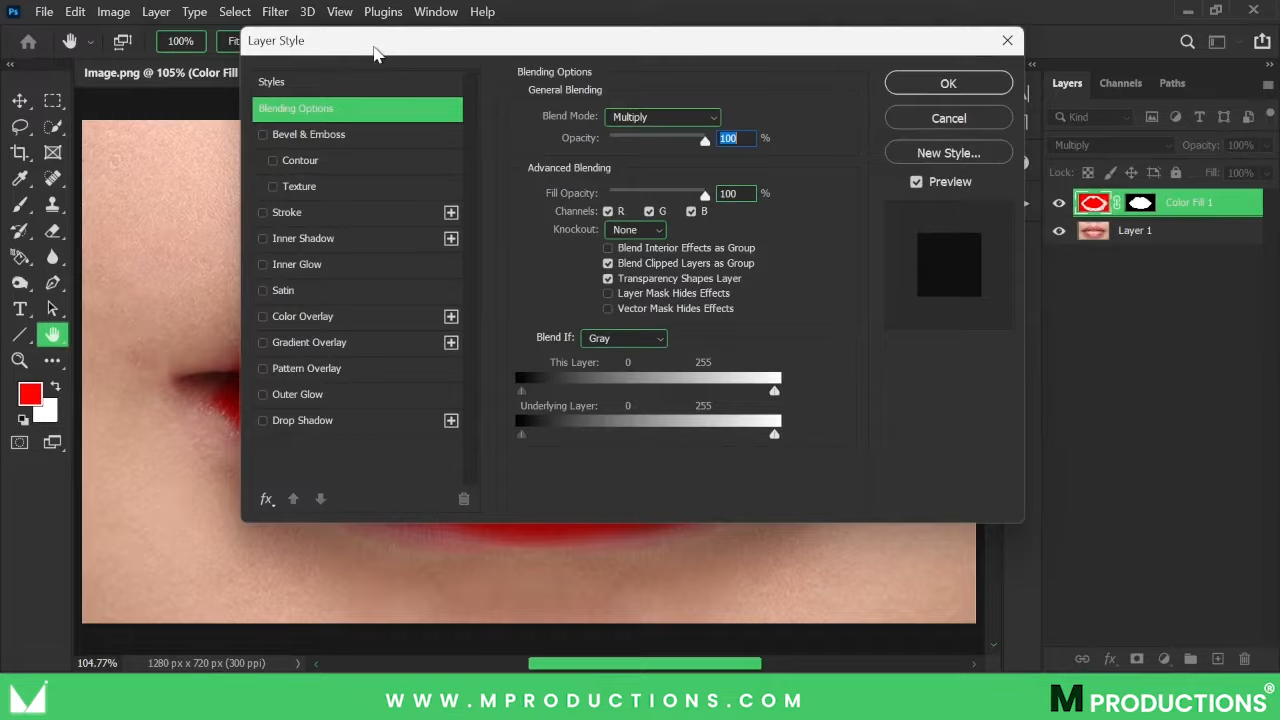 Ps File Edit Image Layer Type Select Filter 3D View Plugins Window Help
100% Fit
Image.png @ 105% (Color Fill
Layer Style
Styles
Blending Options
Bevel & Emboss
Contour
Texture
Stroke
Inner Shadow
Inner Glow
Satin
Color Overlay
Gradient Overlay
Pattern Overlay
Outer Glow
Drop Shadow
fx
Blending Options
General Blending
Blend Mode: Multiply
Opacity: 100 %
Advanced Blending
Fill Opacity: 100 %
Channels: R G B
Knockout: None
Blend Interior Effects as Group
Blend Clipped Layers as Group
Transparency Shapes Layer
Layer Mask Hides Effects
Vector Mask Hides Effects
Blend If: Gray
This Layer: 0 255
Underlying Layer: 0 255
OK
Cancel
New Style...
Preview
Layers Channels Paths
Kind
Multiply Opacity: 100%
Lock: Fill: 100%
Color Fill 1
Layer 1
fx
104.77% 1280 px x 720 px (300 ppi)
WWW.MPRODUCTIONS.COM
M PRODUCTIONS®